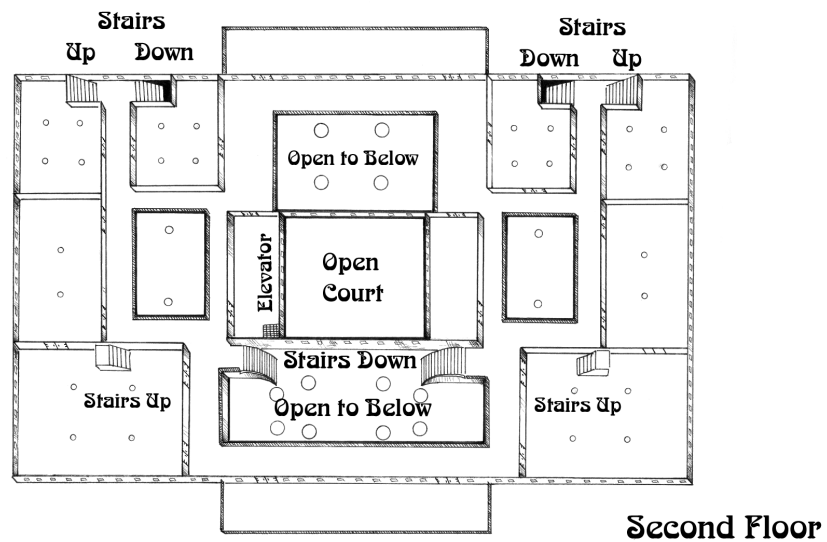 Stairs
Up Down
Stairs
Down Up
Open to Below
Elevator
Open
Court
Stairs Down
Stairs Up
Open to Below
Stairs Up
Second Floor